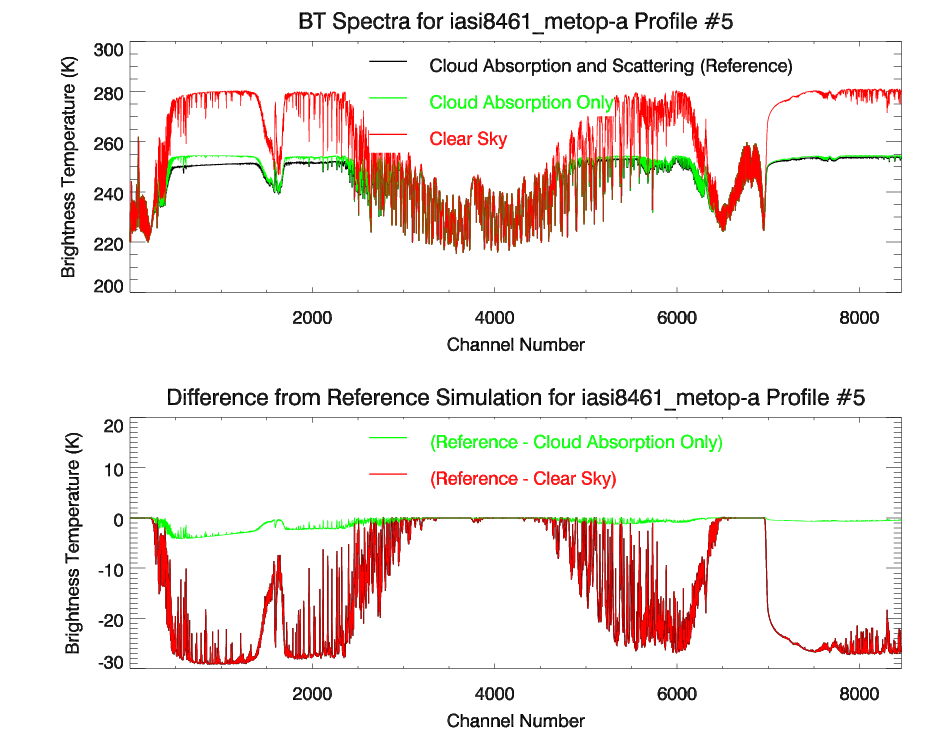 BT Spectra for iasi8461_metop-a Profile #5
300
280
260
240
220
200
Brightness Temperature (K)
Cloud Absorption and Scattering (Reference)
Cloud Absorption Only
Clear Sky
2000 4000 6000 8000
Channel Number
Difference from Reference Simulation for iasi8461_metop-a Profile #5
20
10
0
-10
-20
-30
Brightness Temperature (K)
(Reference - Cloud Absorption Only)
(Reference - Clear Sky)
2000 4000 6000 8000
Channel Number